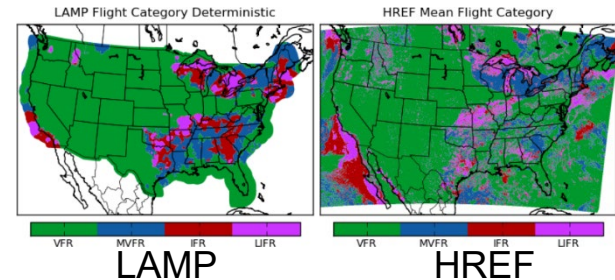 LAMP Flight Category Deterministic
HREF Mean Flight Category
VFR MVFR IFR LIFR
VFR MVFR IFR LIFR
LAMP
HREF